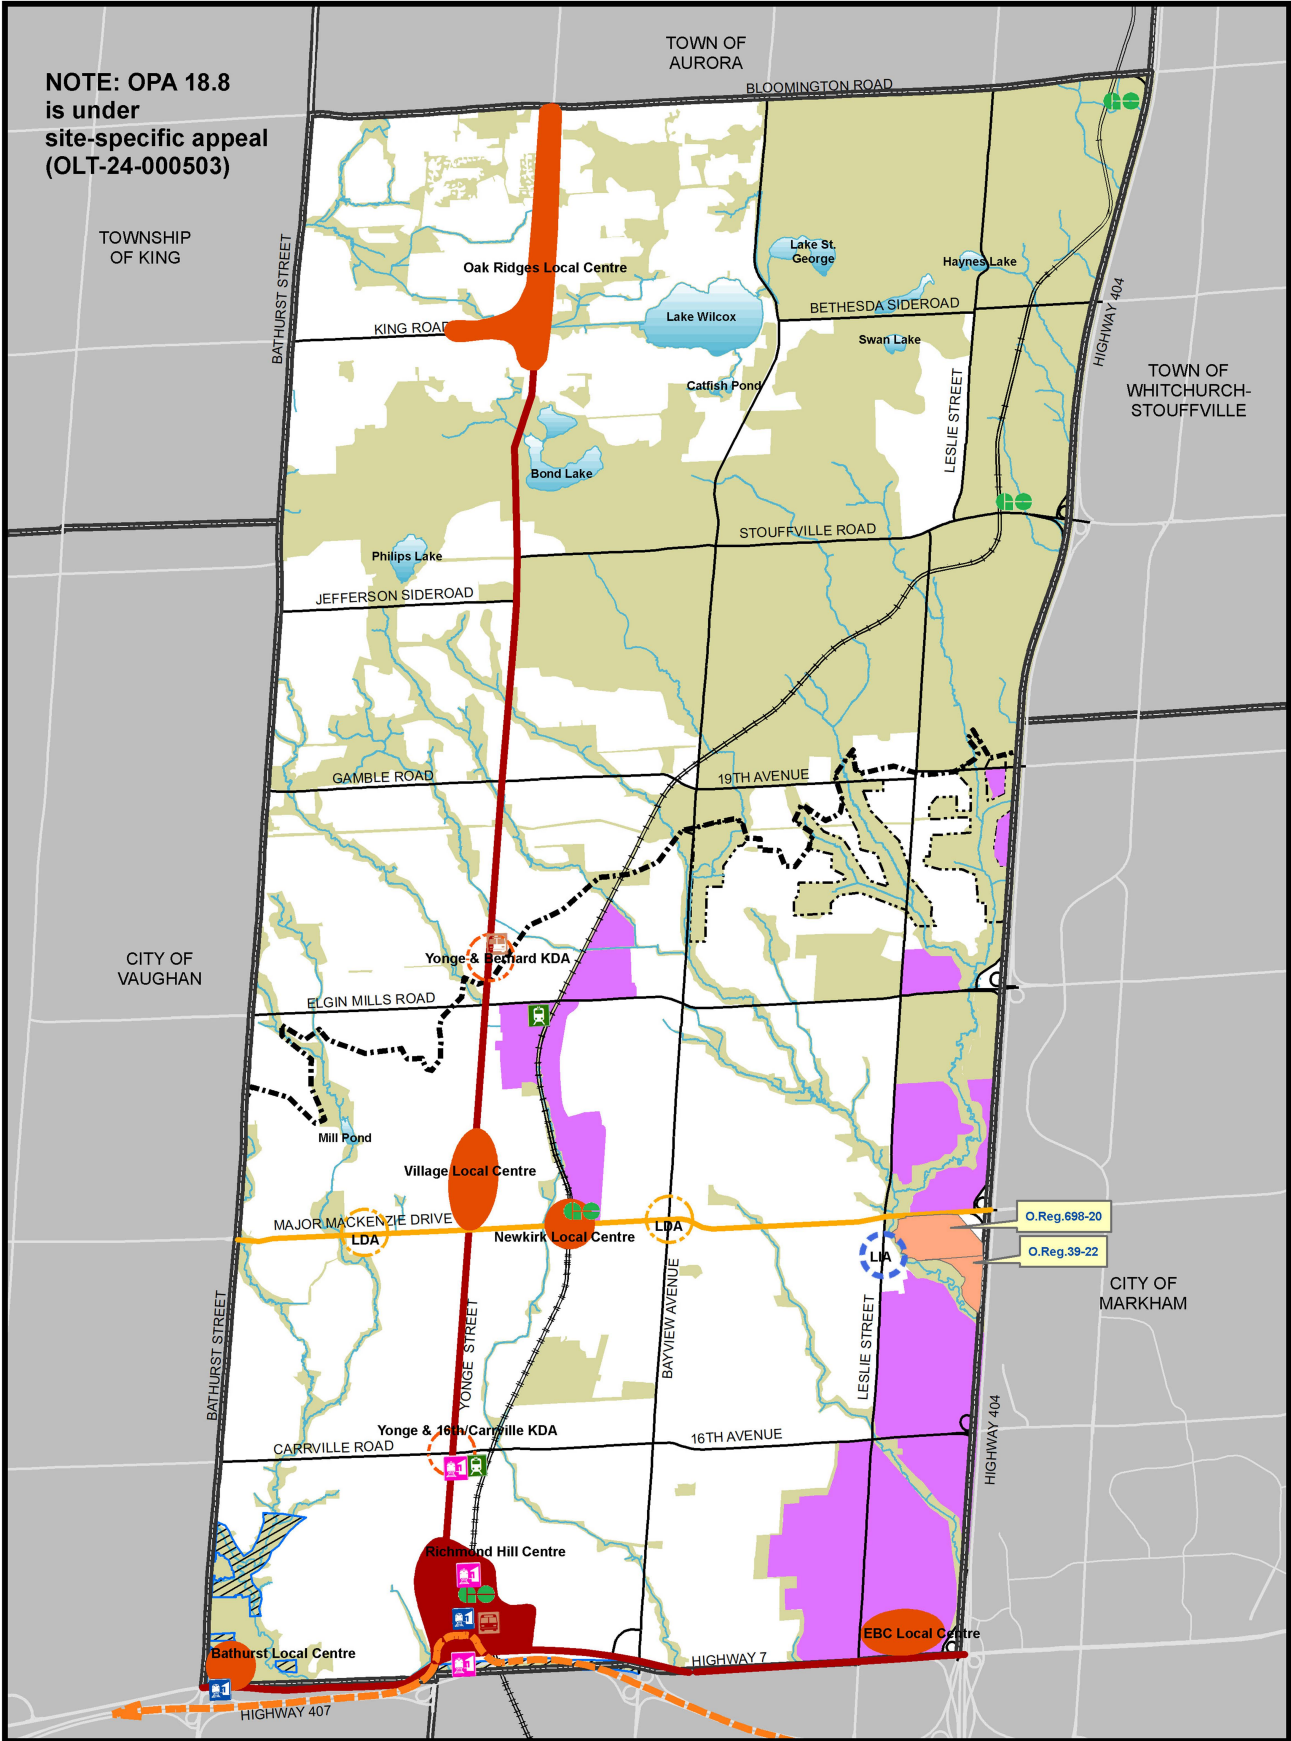 TOWN OF
AURORA
BLOOMINGTON ROAD
NOTE: OPA 18.8
is under
site-specific appeal
(OLT-24-000503)
TOWNSHIP
OF KING
BATHURST STREET
Oak Ridges Local Centre
KING ROAD
Lake St.
George
Haynes Lake
BETHESDA SIDEROAD
Lake Wilcox
Swan Lake
HIGHWAY 404
Catfish Pond
LESLIE STREET
TOWN OF
WHITCHURCH-
STOUFFVILLE
Bond Lake
STOUFFVILLE ROAD
Philips Lake
JEFFERSON SIDEROAD
GAMBLE ROAD
19TH AVENUE
CITY OF
VAUGHAN
Yonge & Bernard KDA
ELGIN MILLS ROAD
Mill Pond
Village Local Centre
MAJOR MACKENZIE DRIVE
LDA
Newkirk Local Centre
LDA
LIA
O.Reg.698-20
O.Reg.39-22
CITY OF
MARKHAM
BATHURST STREET
YONGE STREET
BAYVIEW AVENUE
LESLIE STREET
HIGHWAY 404
Yonge & 16th/Carrville KDA
CARRVILLE ROAD
16TH AVENUE
1
Richmond Hill Centre
1
1
EBC Local Centre
Bathurst Local Centre
HIGHWAY 7
1
1
HIGHWAY 407